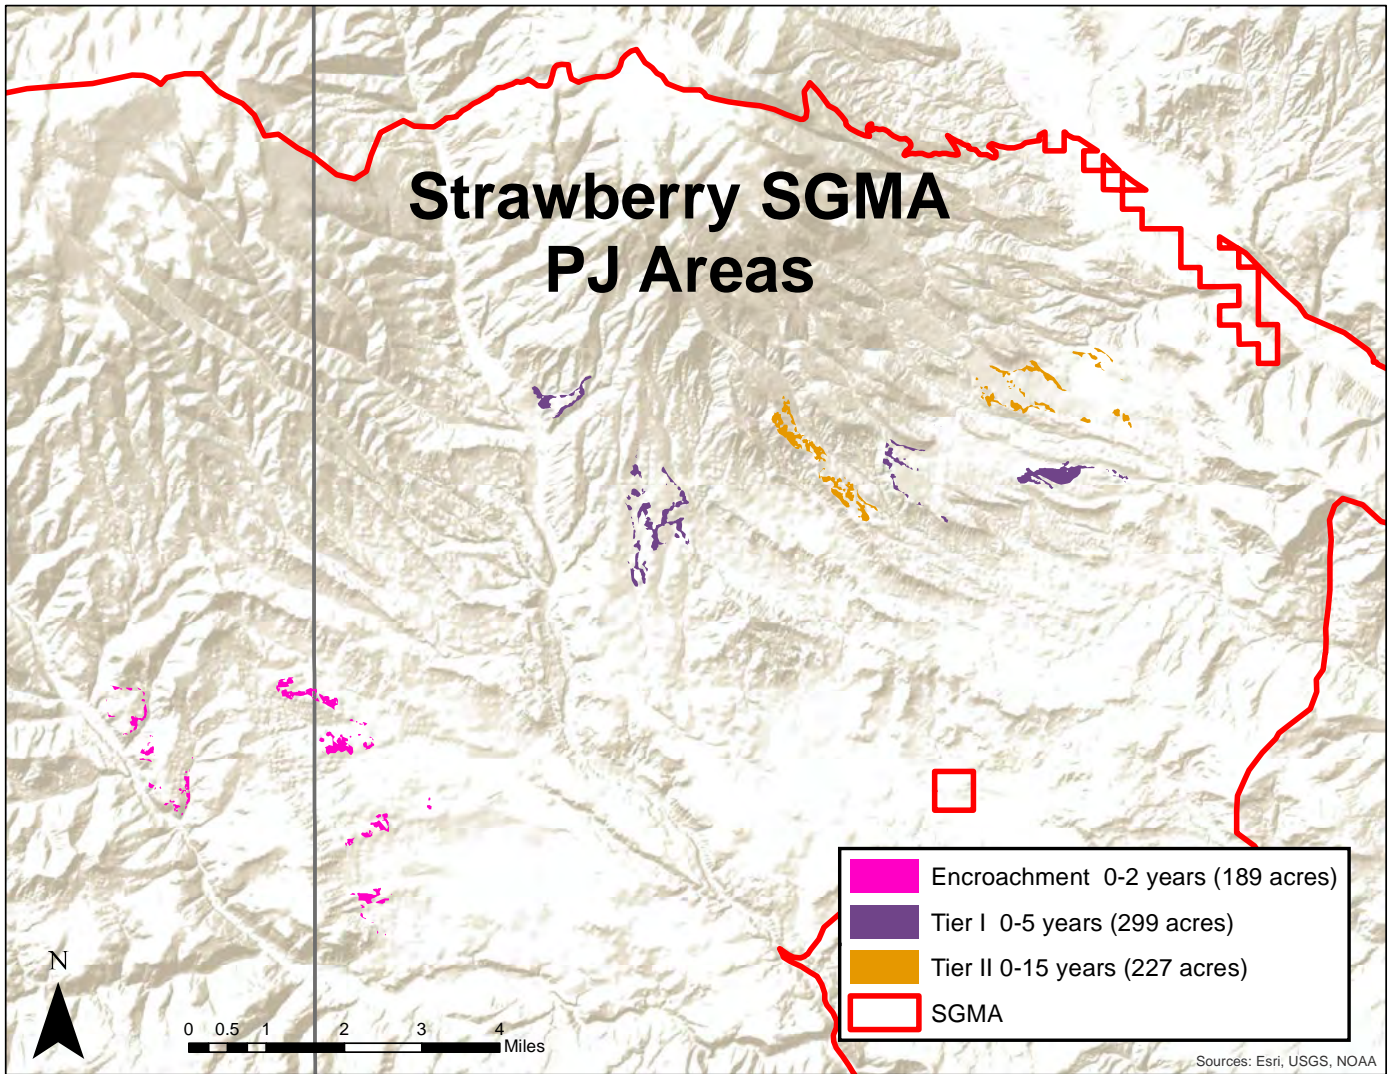 Strawberry SGMA
PJ Areas
Encroachment 0-2 years (189 acres)
Tier I 0-5 years (299 acres)
Tier II 0-15 years (227 acres)
SGMA
N
0 0.5 1 2 3 4
Miles
Sources: Esri, USGS, NOAA